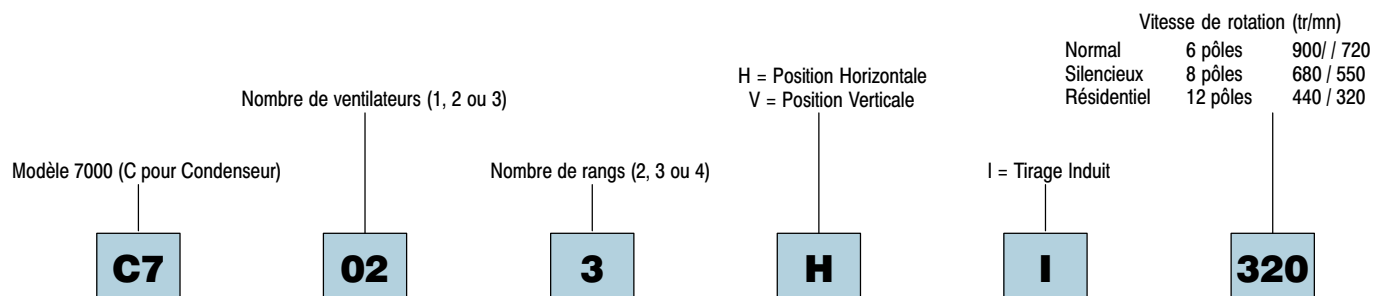 Vitesse de rotation (tr/mn)
Normal 6 pôles 900/ / 720
Silencieux 8 pôles 680 / 550
Résidentiel 12 pôles 440 / 320
H = Position Horizontale
V = Position Verticale
Nombre de ventilateurs (1, 2 ou 3)
Modèle 7000 (C pour Condenseur)
Nombre de rangs (2, 3 ou 4)
I = Tirage Induit
C7 02 3 H I 320